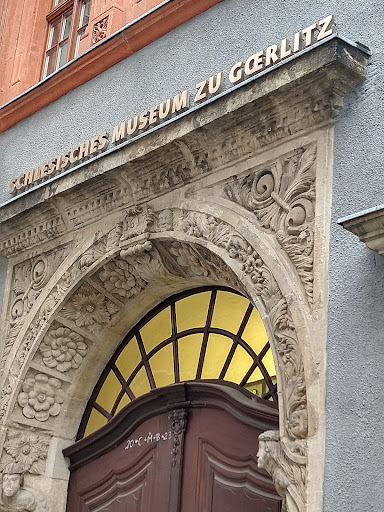 SCHLESISCHES MUSEUM ZU GŒRLITZ
20*C+M+B+23